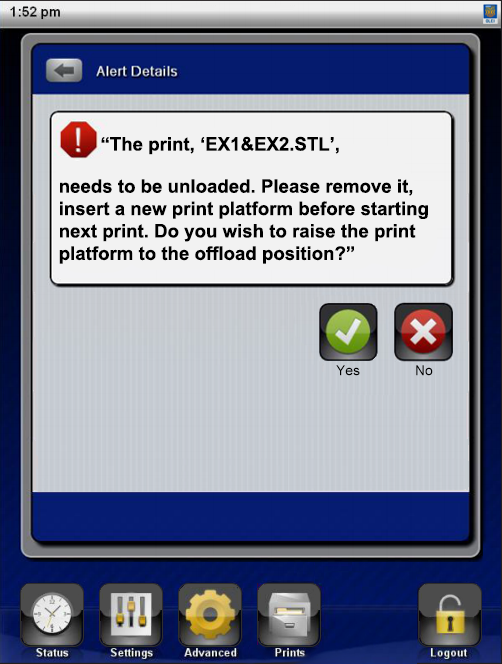 1:52 pm
Alert Details
“The print, ‘EX1&EX2.STL’,
needs to be unloaded. Please remove it,
insert a new print platform before starting
next print. Do you wish to raise the print
platform to the offload position?”
Yes
No
Status
Settings
Advanced
Prints
Logout